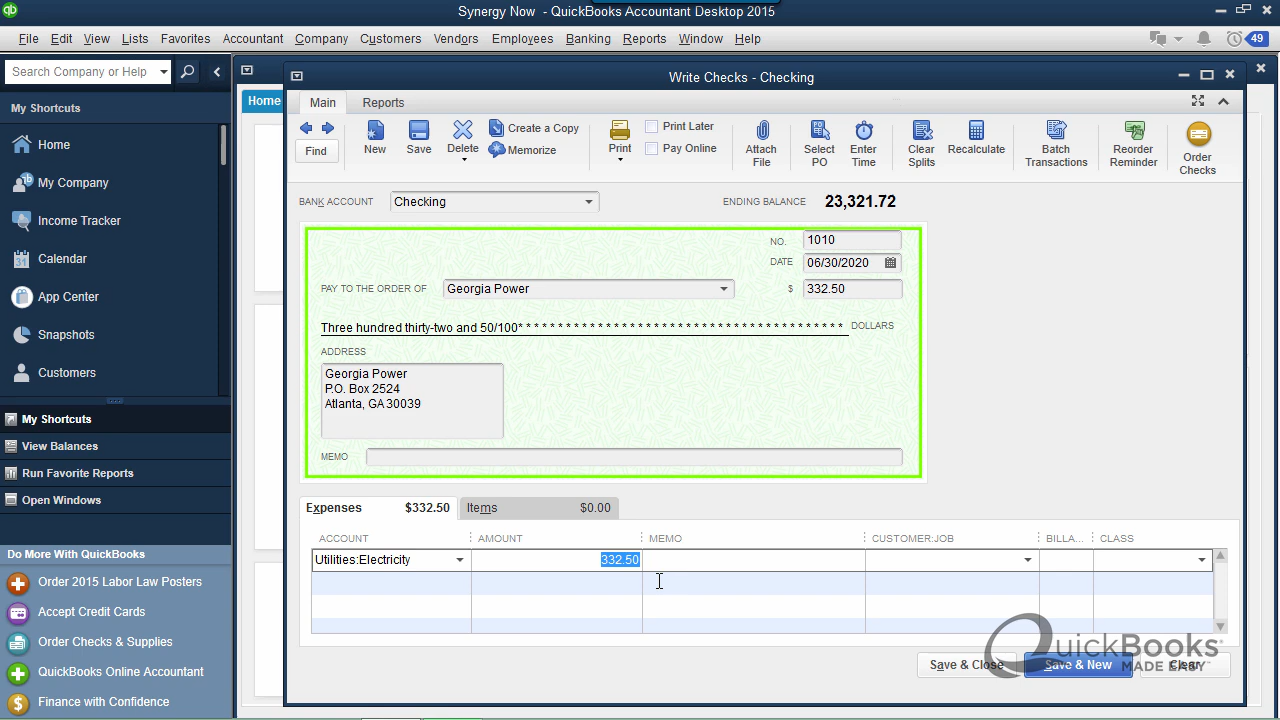 Synergy Now - QuickBooks Accountant Desktop 2015
File Edit View Lists Favorites Accountant Company Customers Vendors Employees Banking Reports Window Help 49
Search Company or Help
My Shortcuts
Home
My Company
Income Tracker
Calendar
31
App Center
Snapshots
Customers
My Shortcuts
View Balances
Run Favorite Reports
Open Windows
Do More With QuickBooks
Order 2015 Labor Law Posters
Accept Credit Cards
Order Checks & Supplies
QuickBooks Online Accountant
Finance with Confidence
Home
Write Checks - Checking
Main Reports
Find
New
Save
Delete
Create a Copy
Memorize
Print
Print Later
Pay Online
Attach File
Select PO
Enter Time
Clear Splits
Recalculate
Batch Transactions
Reorder Reminder
Order Checks
BANK ACCOUNT Checking ENDING BALANCE 23,321.72
NO. 1010
DATE 06/30/2020
PAY TO THE ORDER OF Georgia Power $ 332.50
Three hundred thirty-two and 50/100* * * * * * * * * * * * * * * * * * * * * * * * * * * * * * * * * * * * * * * * * DOLLARS
ADDRESS
Georgia Power
P.O. Box 2524
Atlanta, GA 30039
MEMO
Expenses $332.50 Items $0.00
ACCOUNT AMOUNT MEMO CUSTOMER:JOB BILLA... CLASS
Utilities:Electricity 332.50
Save & Close Save & New Clear
QuickBooks
MADE EASY™